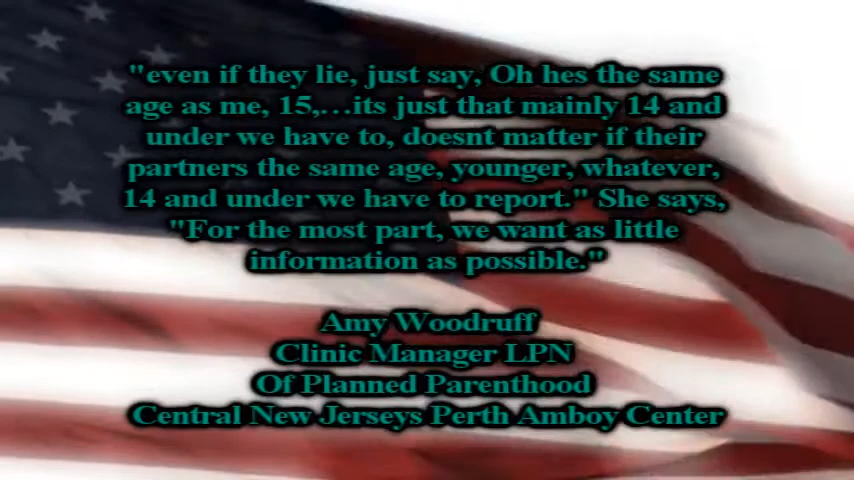 "even if they lie, just say, Oh hes the same
age as me, 15,...its just that mainly 14 and
under we have to, doesnt matter if their
partners the same age, younger, whatever,
14 and under we have to report." She says,
"For the most part, we want as little
information as possible."
Amy Woodruff
Clinic Manager LPN
Of Planned Parenthood
Central New Jerseys Perth Amboy Center